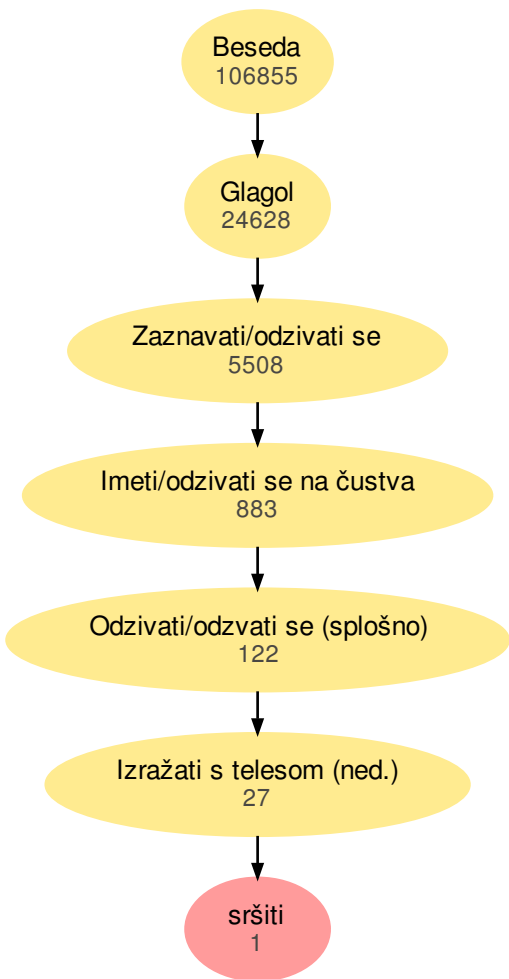 Beseda
106855
Glagol
24628
Zaznavati/odzivati se
5508
Imeti/odzivati se na čustva
883
Odzivati/odzvati se (splošno)
122
Izražati s telesom (ned.)
27
sršiti
1